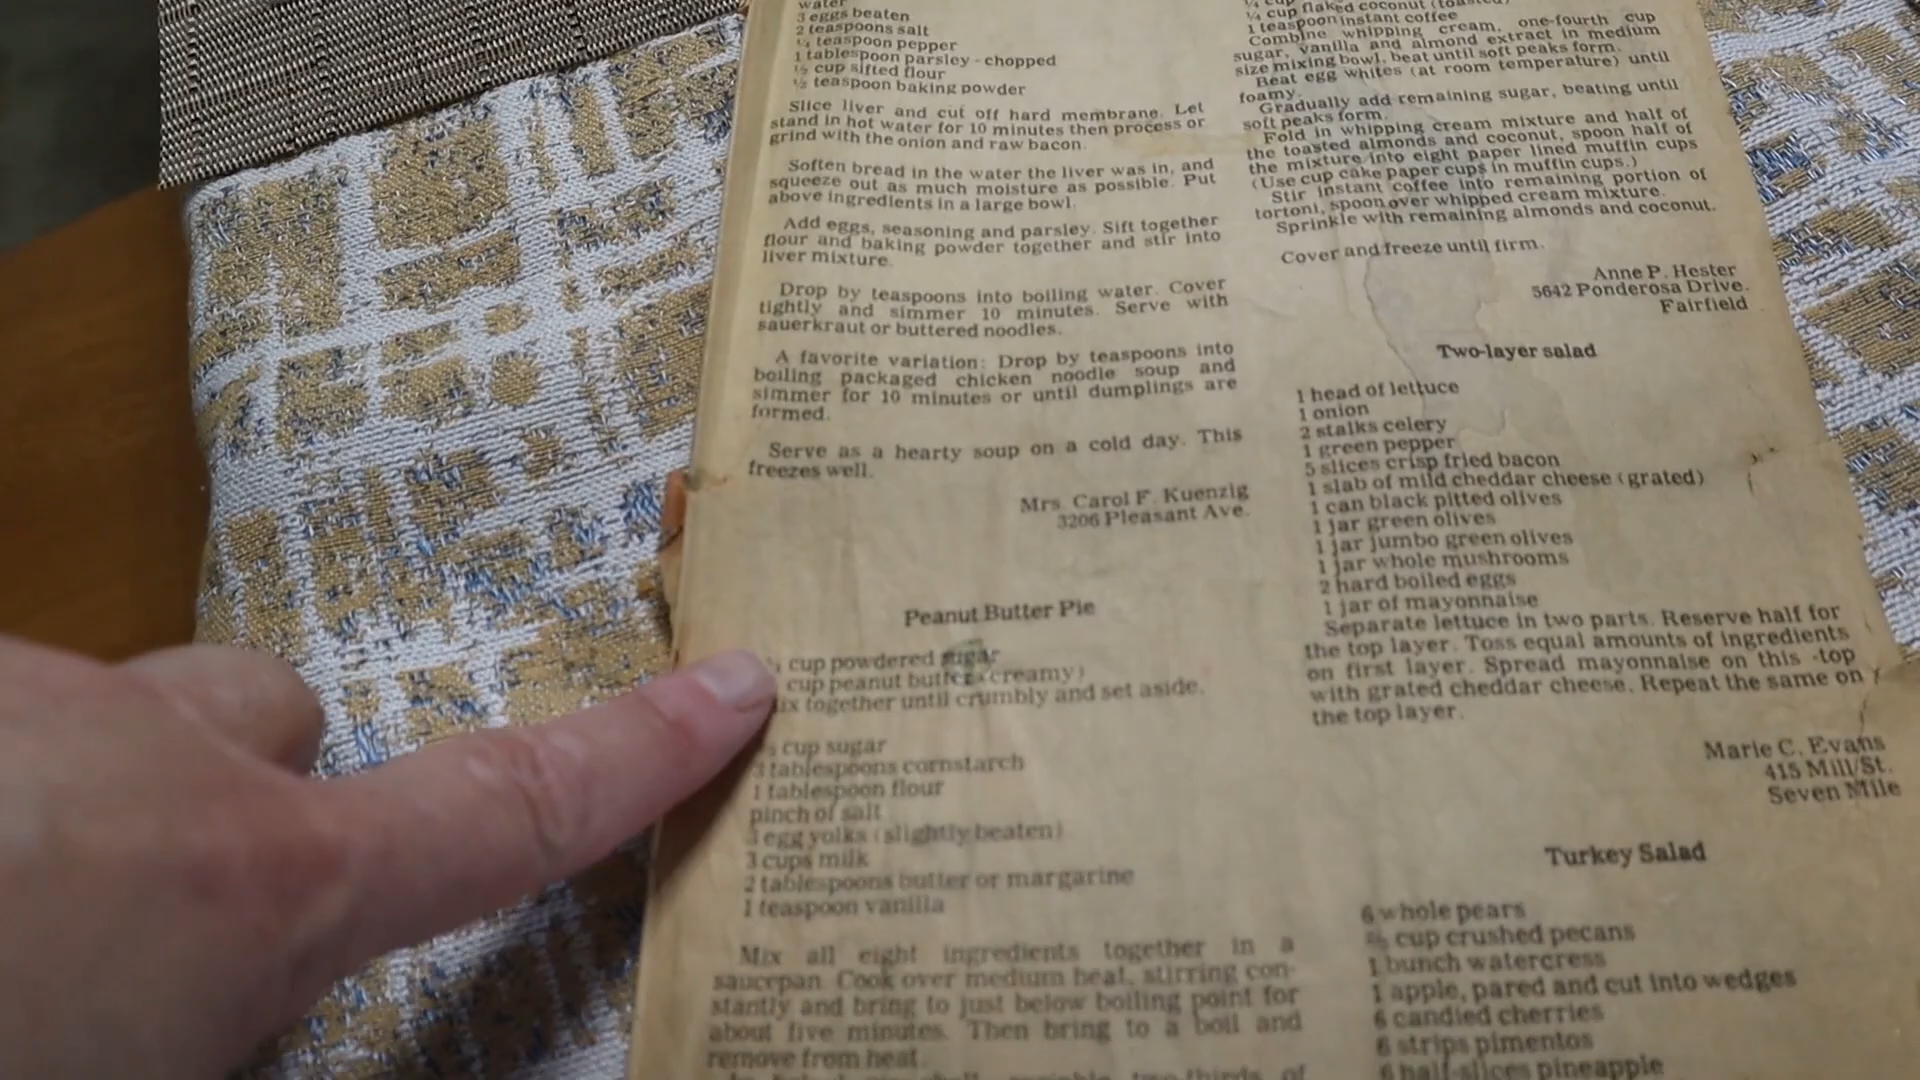 water
3 eggs beaten
2 teaspoons salt
¼ teaspoon pepper
1 tablespoon parsley - chopped
½ cup sifted flour
½ teaspoon baking powder
Slice liver and cut off hard membrane. Let
stand in hot water for 10 minutes then process or
grind with the onion and raw bacon.
Soften bread in the water the liver was in, and
squeeze out as much moisture as possible. Put
above ingredients in a large bowl.
Add eggs, seasoning and parsley. Sift together
flour and baking powder together and stir into
liver mixture.
Drop by teaspoons into boiling water. Cover
tightly and simmer 10 minutes. Serve with
sauerkraut or buttered noodles.
A favorite variation: Drop by teaspoons into
boiling packaged chicken noodle soup and
simmer for 10 minutes or until dumplings are
formed.
Serve as a hearty soup on a cold day. This
freezes well.
Mrs. Carol F. Kuenzig
3206 Pleasant Ave.
Peanut Butter Pie
cup powdered sugar
cup peanut butter (creamy)
together until crumbly and set aside.
cup sugar
3 tablespoons cornstarch
1 tablespoon flour
pinch of salt
3 egg yolks (slightly beaten)
3 cups milk
2 tablespoons butter or margarine
1 teaspoon vanilla
Mix all eight ingredients together in a
saucepan. Cook over medium heat, stirring con-
stantly and bring to just below boiling point for
about five minutes. Then bring to a boil and
remove from heat.
two-thirds of
¼ cup flaked coconut (toasted)
1 teaspoon instant coffee
Combine whipping cream, one-fourth cup
sugar, vanilla and almond extract in medium
size mixing bowl, beat until soft peaks form.
Beat egg whites (at room temperature) until
foamy.
Gradually add remaining sugar, beating until
soft peaks form.
Fold in whipping cream mixture and half of
the toasted almonds and coconut, spoon half of
the mixture into eight paper lined muffin cups
(Use cup cake paper cups in muffin cups.)
Stir instant coffee into remaining portion of
tortoni, spoon over whipped cream mixture.
Sprinkle with remaining almonds and coconut.
Cover and freeze until firm.
Anne P. Hester
5642 Ponderosa Drive.
Fairfield
Two-layer salad
1 head of lettuce
1 onion
2 stalks celery
1 green pepper
5 slices crisp fried bacon
1 slab of mild cheddar cheese (grated)
1 can black pitted olives
1 jar green olives
1 jar jumbo green olives
1 jar whole mushrooms
2 hard boiled eggs
1 jar of mayonnaise
Separate lettuce in two parts. Reserve half for
the top layer. Toss equal amounts of ingredients
on first layer. Spread mayonnaise on this -top
with grated cheddar cheese. Repeat the same on
the top layer.
Marie C. Evans
415 Mill St.
Seven Mile
Turkey Salad
6 whole pears
cup crushed pecans
1 bunch watercress
1 apple, pared and cut into wedges
6 candied cherries
6 strips pimentos
6 half-slices pineapple